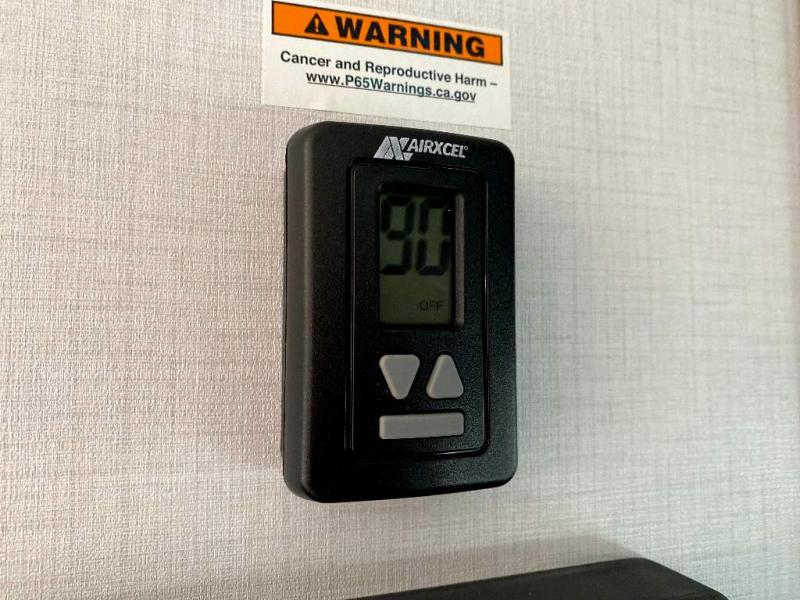 WARNING
Cancer and Reproductive Harm –
www.P65Warnings.ca.gov
AIRXCEL®
90
OFF